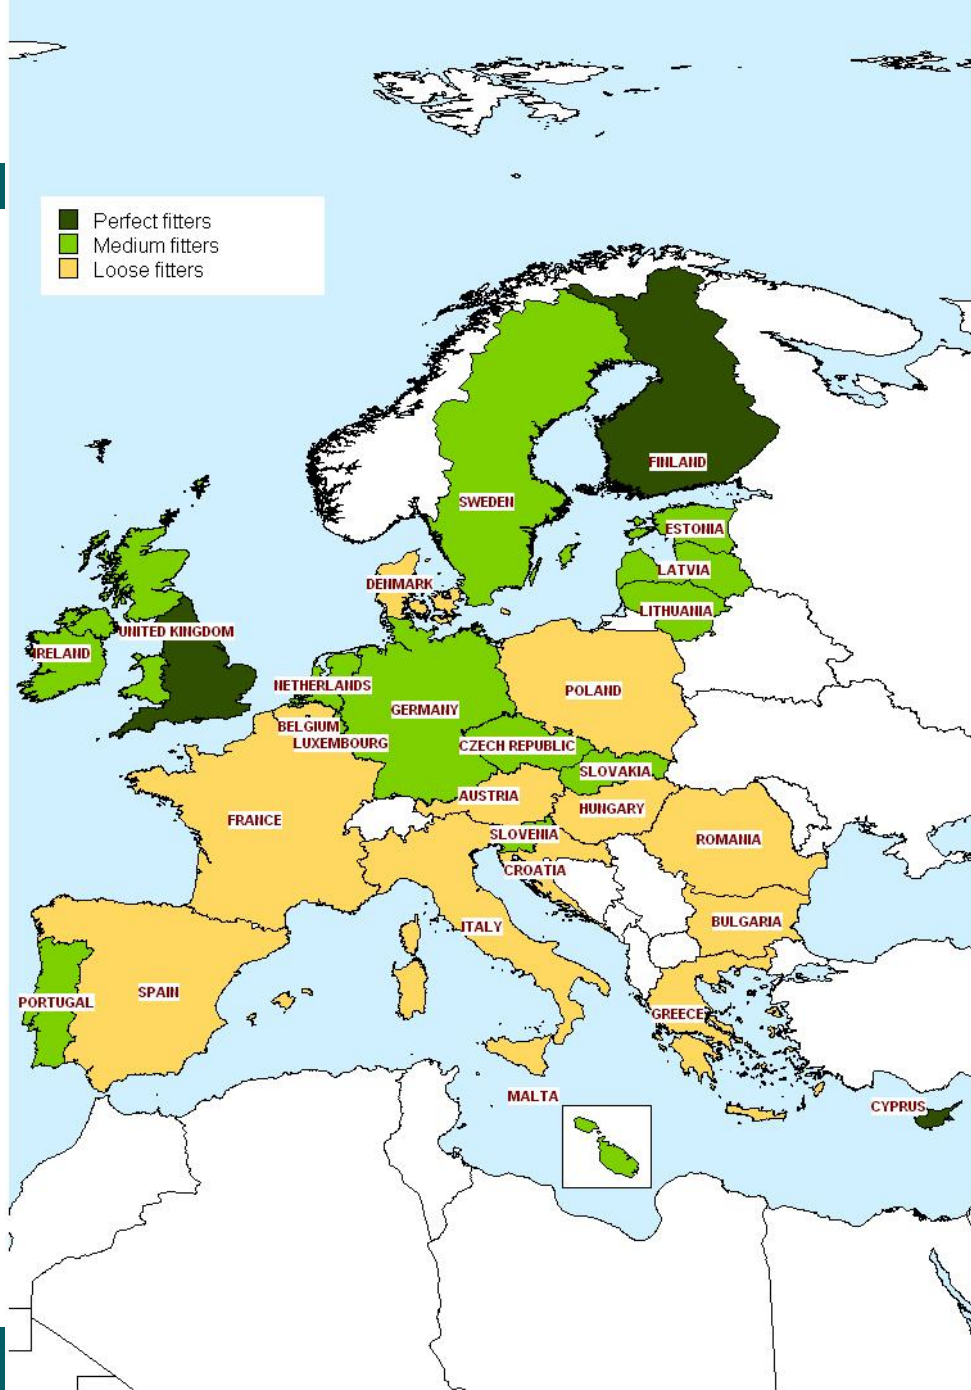 Perfect fitters
Medium fitters
Loose fitters
FINLAND
SWEDEN
ESTONIA
LATVIA
DENMARK
LITHUANIA
UNITED KINGDOM
IRELAND
NETHERLANDS
POLAND
GERMANY
BELGIUM
LUXEMBOURG
CZECH REPUBLIC
SLOVAKIA
AUSTRIA
HUNGARY
FRANCE
SLOVENIA
ROMANIA
CROATIA
BULGARIA
ITALY
SPAIN
PORTUGAL
GREECE
MALTA
CYPRUS